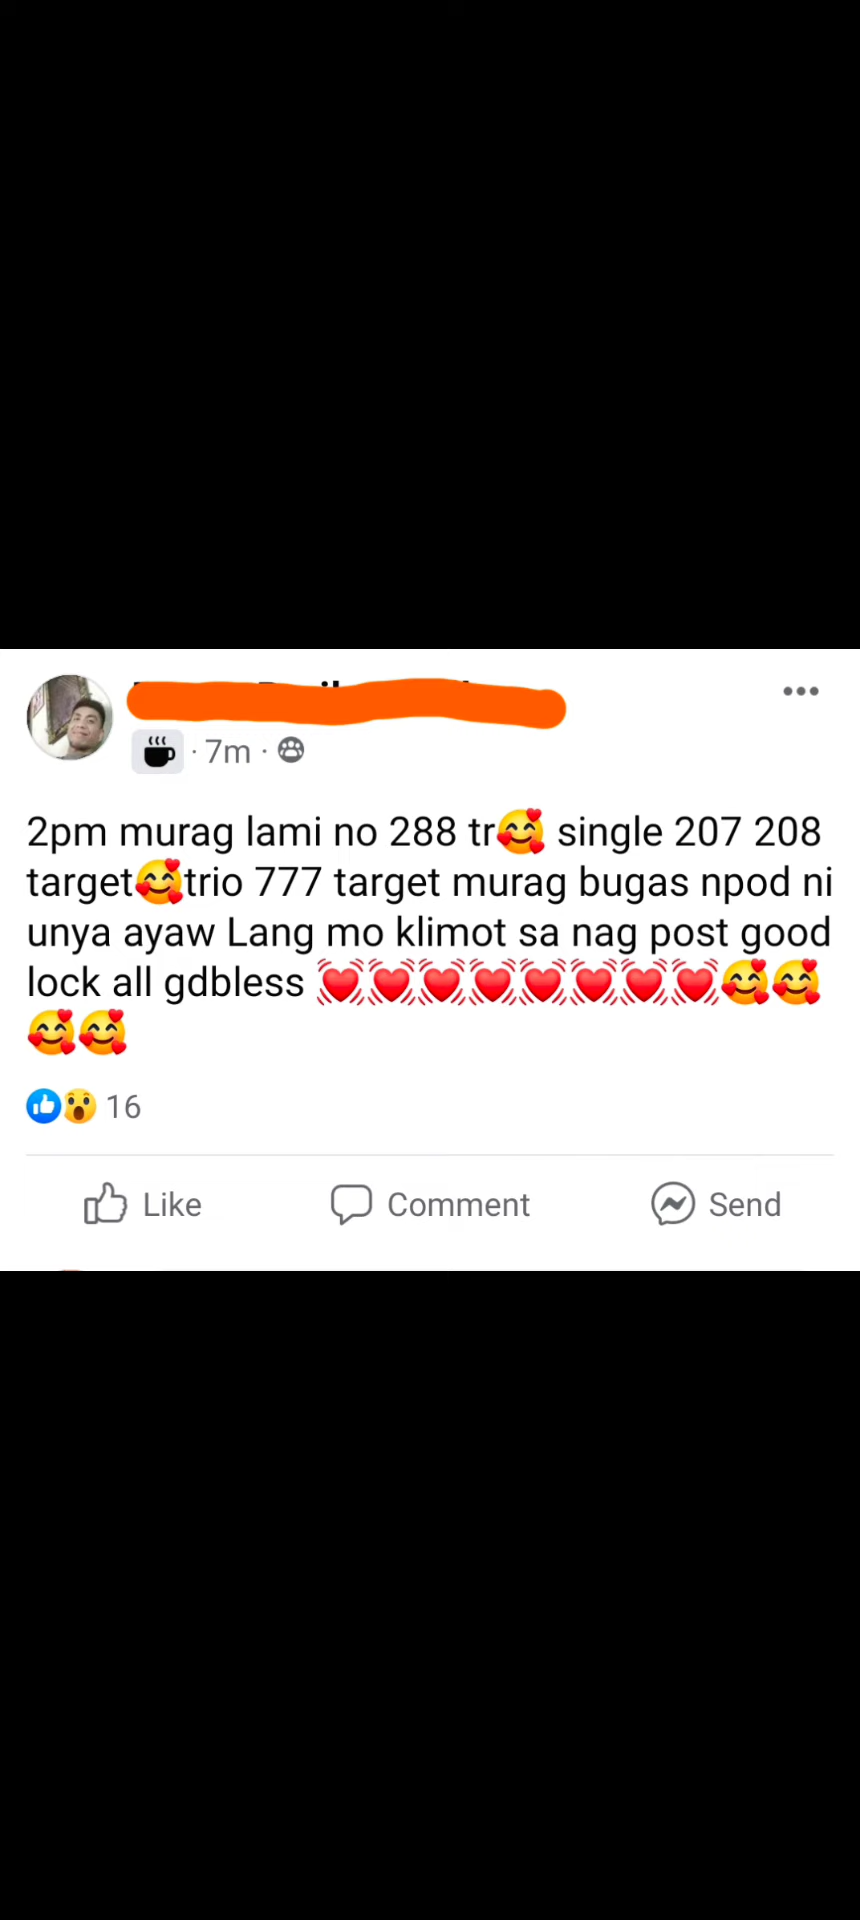 · 7m ·
2pm murag lami no 288 tr🥰 single 207 208
target🥰trio 777 target murag bugas npod ni
unya ayaw Lang mo klimot sa nag post good
lock all gdbless 💓💓💓💓💓💓💓💓🥰🥰
🥰🥰
16
Like Comment Send